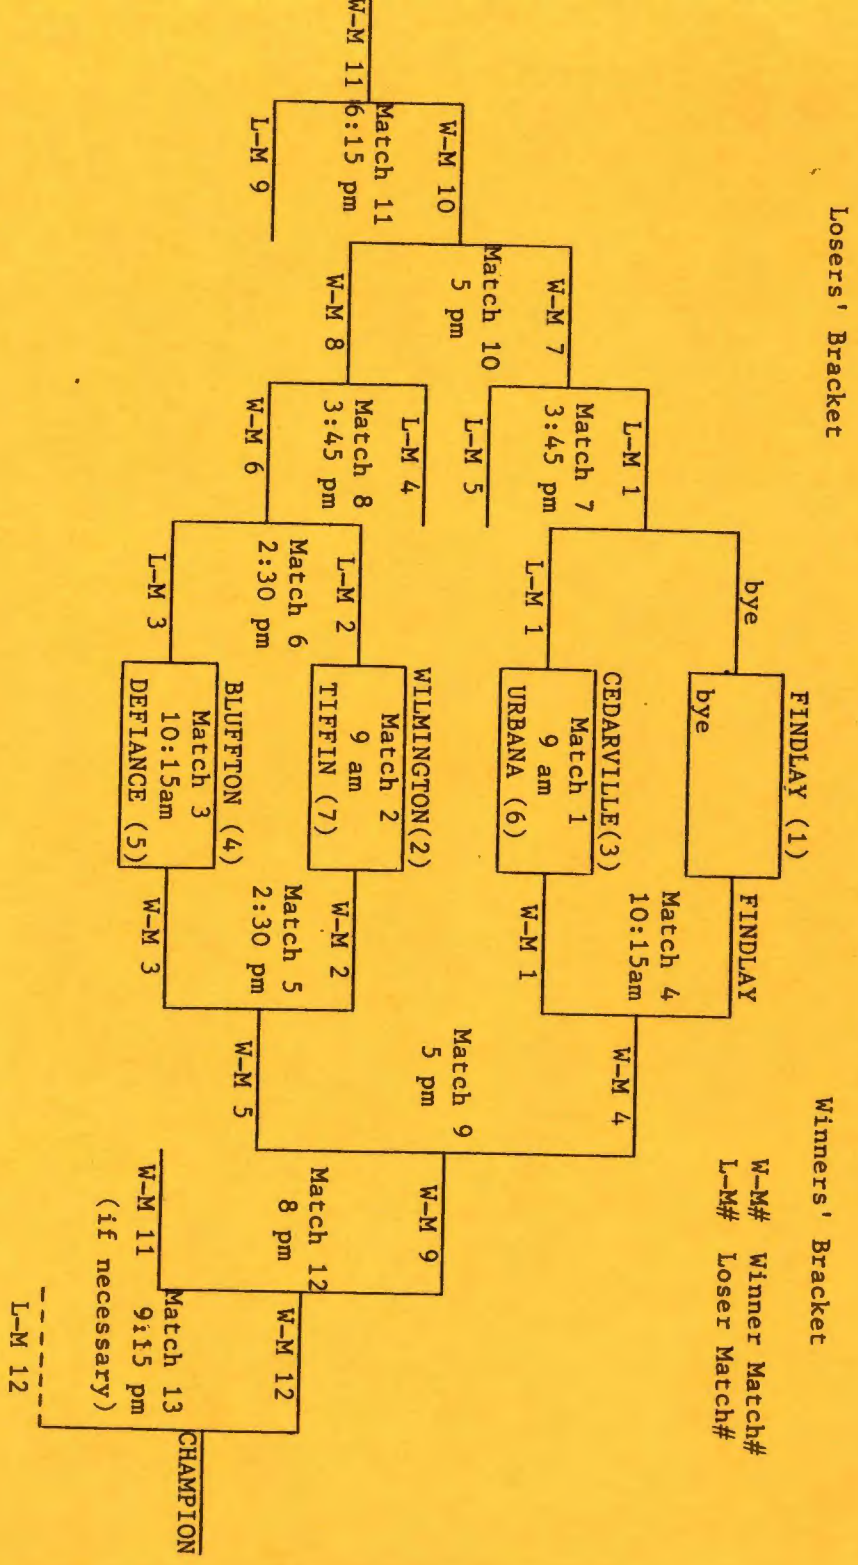 Losers' Bracket
Winners' Bracket
W-M# Winner Match#
L-M# Loser Match#
FINDLAY (1)
bye
bye
FINDLAY
Match 4
10:15am
L-M 1
W-M 4
CEDARVILLE(3)
Match 1
9 am
URBANA (6)
L-M 1
W-M 1
Match 7
3:45 pm
W-M 7
L-M 5
Match 10
5 pm
W-M 10
Match 9
5 pm
W-M 9
WILMINGTON(2)
Match 2
9 am
TIFFIN (7)
L-M 4
L-M 2
W-M 2
Match 8
3:45 pm
W-M 8
Match 11
6:15 pm
W-M 11
L-M 9
Match 6
2:30 pm
W-M 6
Match 5
2:30 pm
W-M 5
Match 12
8 pm
W-M 12
BLUFFTON (4)
Match 3
10:15am
DEFIANCE (5)
L-M 3
W-M 3
W-M 11
Match 13
9:15 pm
(if necessary)
CHAMPION
L-M 12